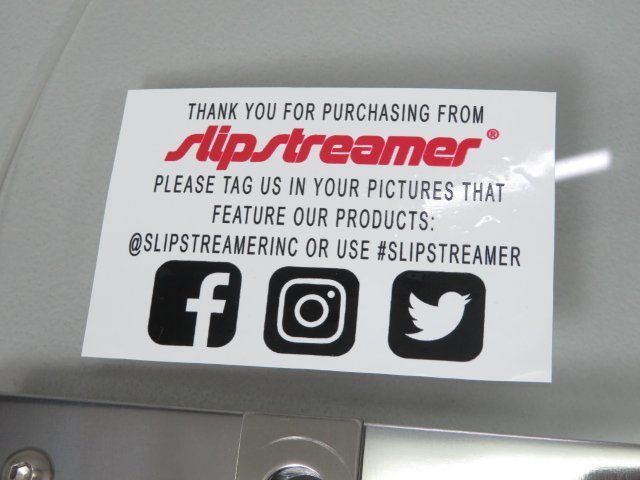 THANK YOU FOR PURCHASING FROM
slipstreamer®
PLEASE TAG US IN YOUR PICTURES THAT
FEATURE OUR PRODUCTS:
@SLIPSTREAMERINC OR USE #SLIPSTREAMER